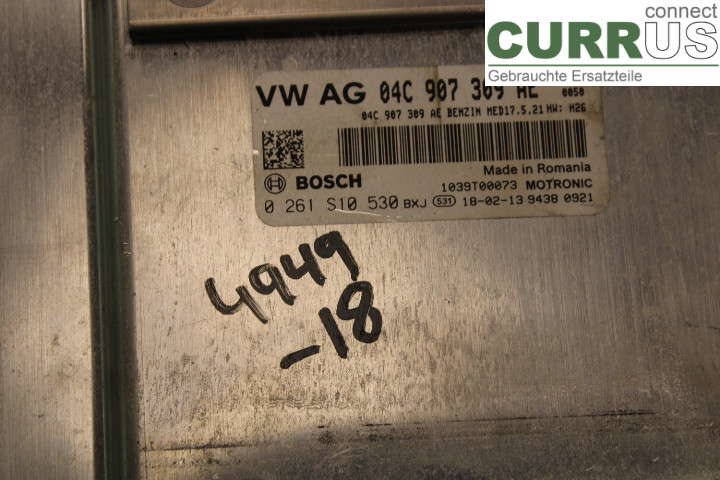 connect
CURRUS
Gebrauchte Ersatzteile
VW AG 04C 907 309 AE 0050
04C 907 309 AE BENZIN MED17.5.21 HW: H26
Made in Romania
BOSCH 1039T00073 MOTRONIC
0 261 S10 530 BXJ 531 18-02-13 9438 0921
4949
-18